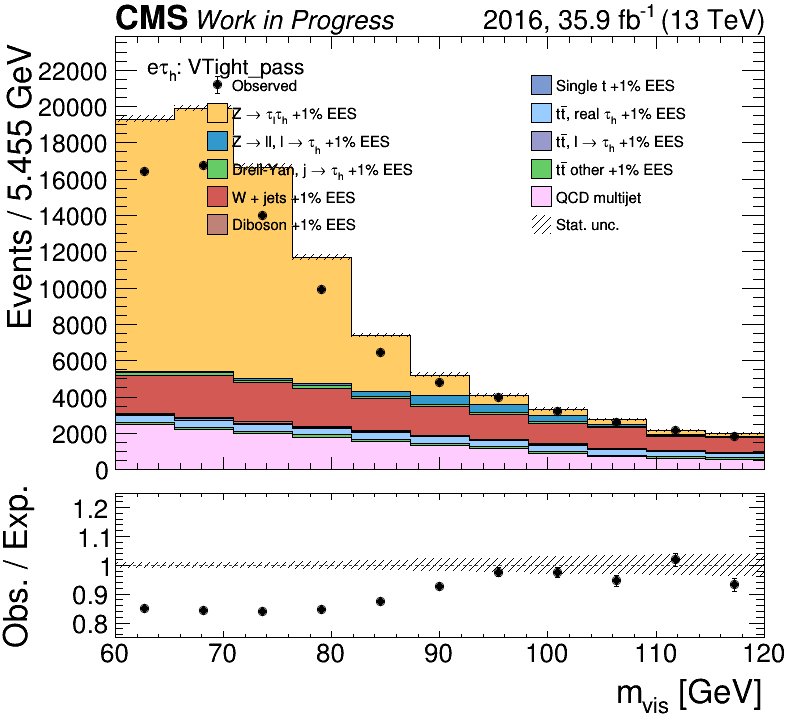 CMS Work in Progress 2016, 35.9 fb⁻¹ (13 TeV)
Events / 5.455 GeV
22000
20000
18000
16000
14000
12000
10000
8000
6000
4000
2000
0
eτₕ: VTight_pass
Observed
Z → τₗτₕ +1% EES
Z → ll, l → τₕ +1% EES
Drell-Yan, j → τₕ +1% EES
W + jets +1% EES
Diboson +1% EES
Single t +1% EES
tt̄, real τₕ +1% EES
tt̄, l → τₕ +1% EES
tt̄ other +1% EES
QCD multijet
Stat. unc.
Obs. / Exp.
1.2
1.1
1
0.9
0.8
60 70 80 90 100 110 120
m_vis [GeV]